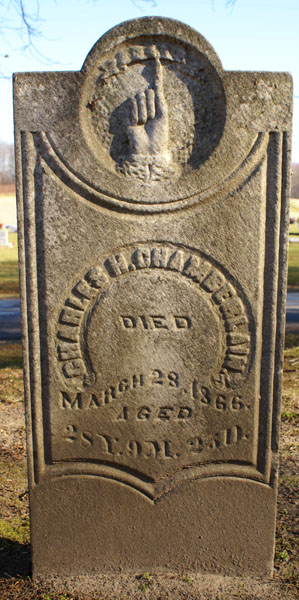 CHARLES H. CHAMBERLAIN
DIED
MARCH 28, 1866.
AGED
28Y. 9M. 25D.